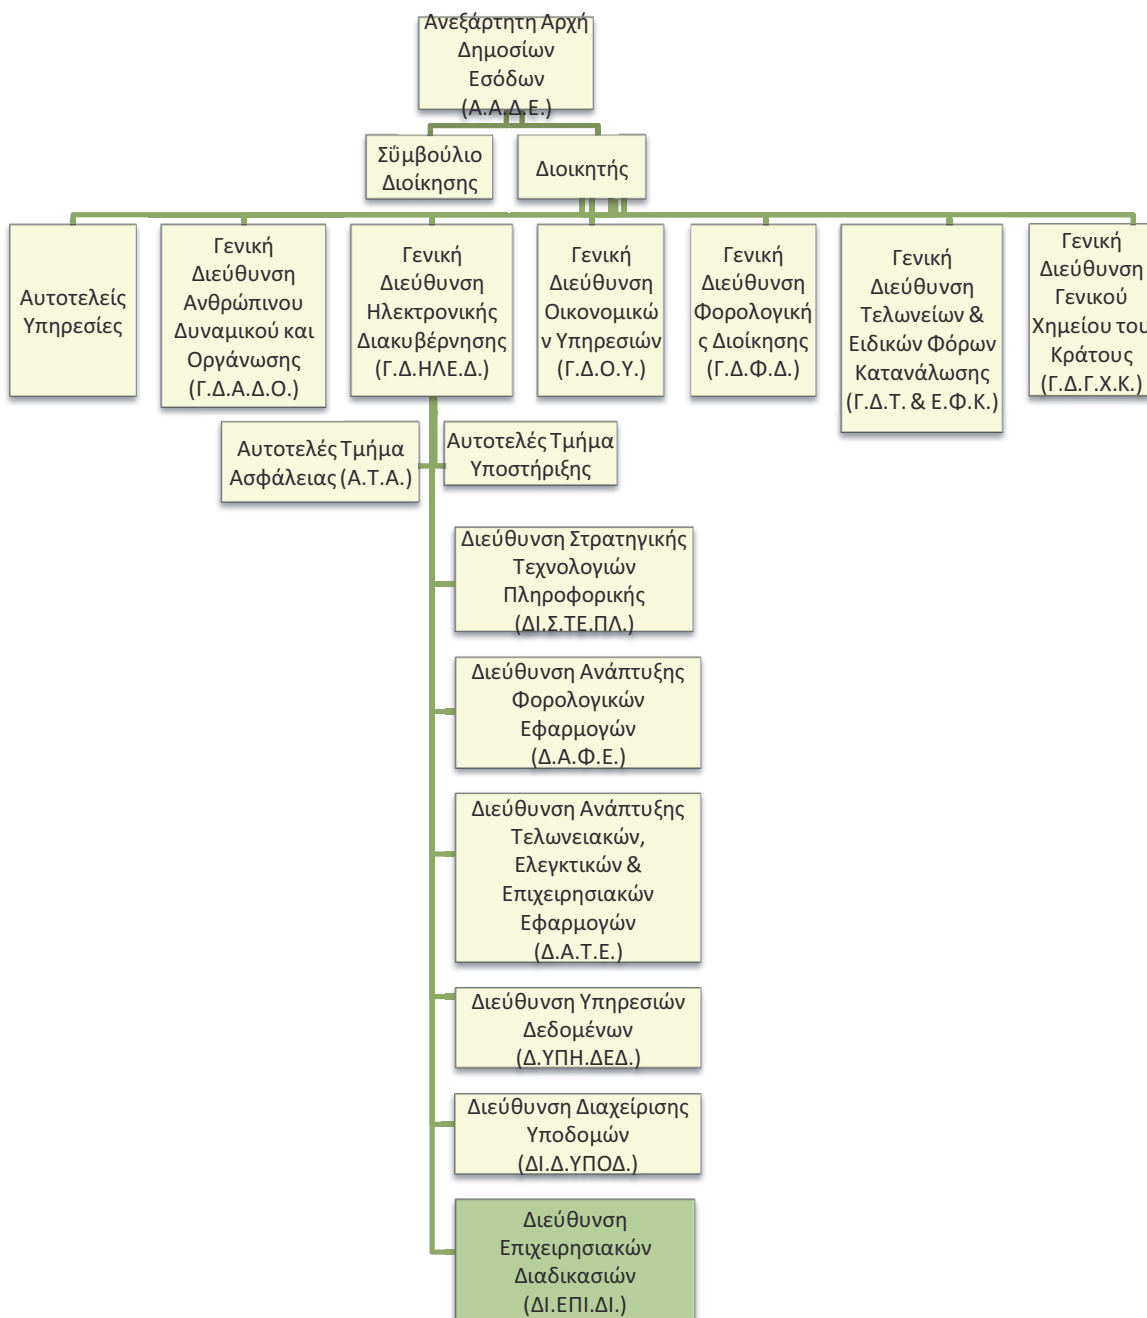 Ανεξάρτητη Αρχή
Δημοσίων
Εσόδων
(Α.Α.Δ.Ε.)
Σΰμβούλιο
Διοίκησης
Διοικητής
Αυτοτελείς
Υπηρεσίες
Γενική
Διεύθυνση
Ανθρώπινου
Δυναμικού και
Οργάνωσης
(Γ.Δ.Α.Δ.Ο.)
Γενική
Διεύθυνση
Ηλεκτρονικής
Διακυβέρνησης
(Γ.Δ.ΗΛΕ.Δ.)
Γενική
Διεύθυνση
Οικονομικώ
ν Υπηρεσιών
(Γ.Δ.Ο.Υ.)
Γενική
Διεύθυνση
Φορολογική
ς Διοίκησης
(Γ.Δ.Φ.Δ.)
Γενική
Διεύθυνση
Τελωνείων &
Ειδικών Φόρων
Κατανάλωσης
(Γ.Δ.Τ. & Ε.Φ.Κ.)
Γενική
Διεύθυνση
Γενικού
Χημείου του
Κράτους
(Γ.Δ.Γ.Χ.Κ.)
Αυτοτελές Τμήμα
Ασφάλειας (Α.Τ.Α.)
Αυτοτελές Τμήμα
Υποστήριξης
Διεύθυνση Στρατηγικής
Τεχνολογιών
Πληροφορικής
(ΔΙ.Σ.ΤΕ.ΠΛ.)
Διεύθυνση Ανάπτυξης
Φορολογικών
Εφαρμογών
(Δ.Α.Φ.Ε.)
Διεύθυνση Ανάπτυξης
Τελωνειακών,
Ελεγκτικών &
Επιχειρησιακών
Εφαρμογών
(Δ.Α.Τ.Ε.)
Διεύθυνση Υπηρεσιών
Δεδομένων
(Δ.ΥΠΗ.ΔΕΔ.)
Διεύθυνση Διαχείρισης
Υποδομών
(ΔΙ.Δ.ΥΠΟΔ.)
Διεύθυνση
Επιχειρησιακών
Διαδικασιών
(ΔΙ.ΕΠΙ.ΔΙ.)